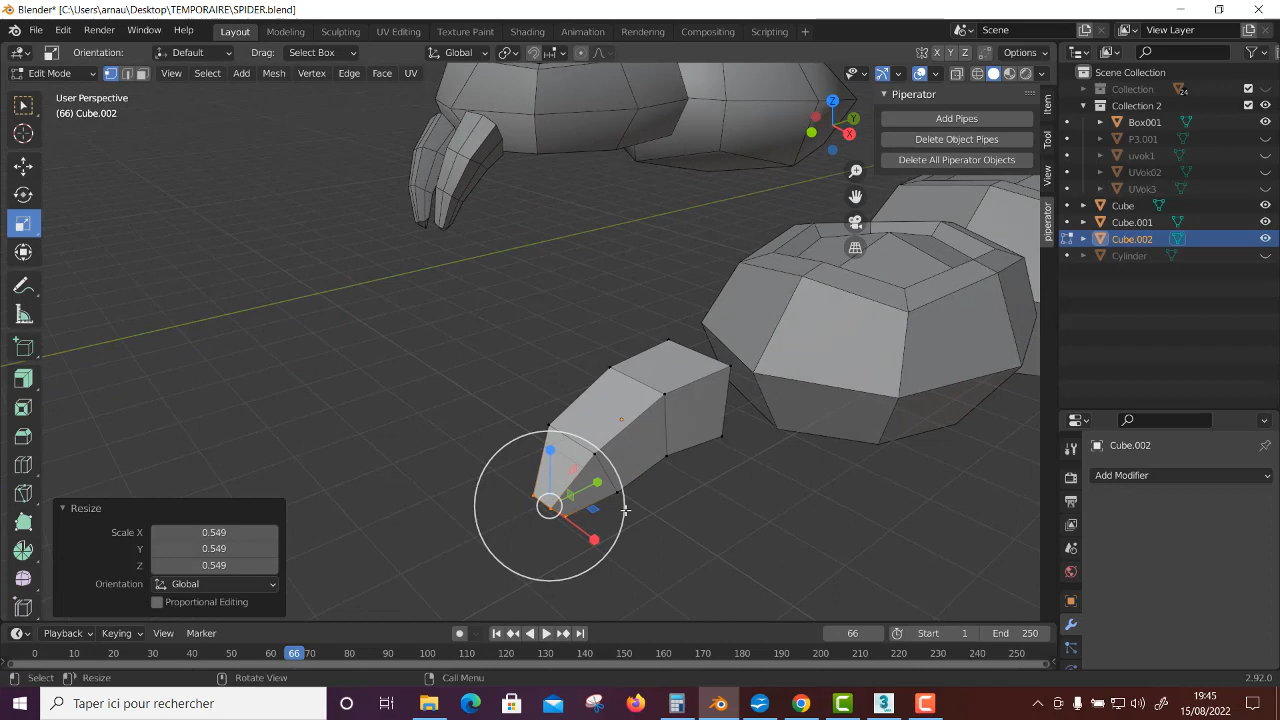 Blender* [C:\Users\arnau\Desktop\TEMPORAIRE\SPIDER.blend]
File Edit Render Window Help Layout Modeling Sculpting UV Editing Texture Paint Shading Animation Rendering Compositing Scripting + Scene View Layer
Orientation: Default Drag: Select Box Global X Y Z Options
Edit Mode View Select Add Mesh Vertex Edge Face UV
User Perspective
(66) Cube.002
Z
Y
X
Piperator
Add Pipes
Delete Object Pipes
Delete All Piperator Objects
Item
Tool
View
piperator
Scene Collection
Collection 24
Collection 2
Box001
P3.001
uvok1
UVok02
UVok3
Cube
Cube.001
Cube.002
Cylinder
Cube.002
Add Modifier
Resize
Scale X 0.549
Y 0.549
Z 0.549
Orientation Global
Proportional Editing
Playback Keying View Marker 66 Start 1 End 250
0 10 20 30 40 50 60 66 70 80 90 100 110 120 130 140 150 160 170 180 190 200 210 220 230 240 250
Select Resize Rotate View Call Menu 2.92.0
Taper ici pour rechercher
19:45
15/08/2022